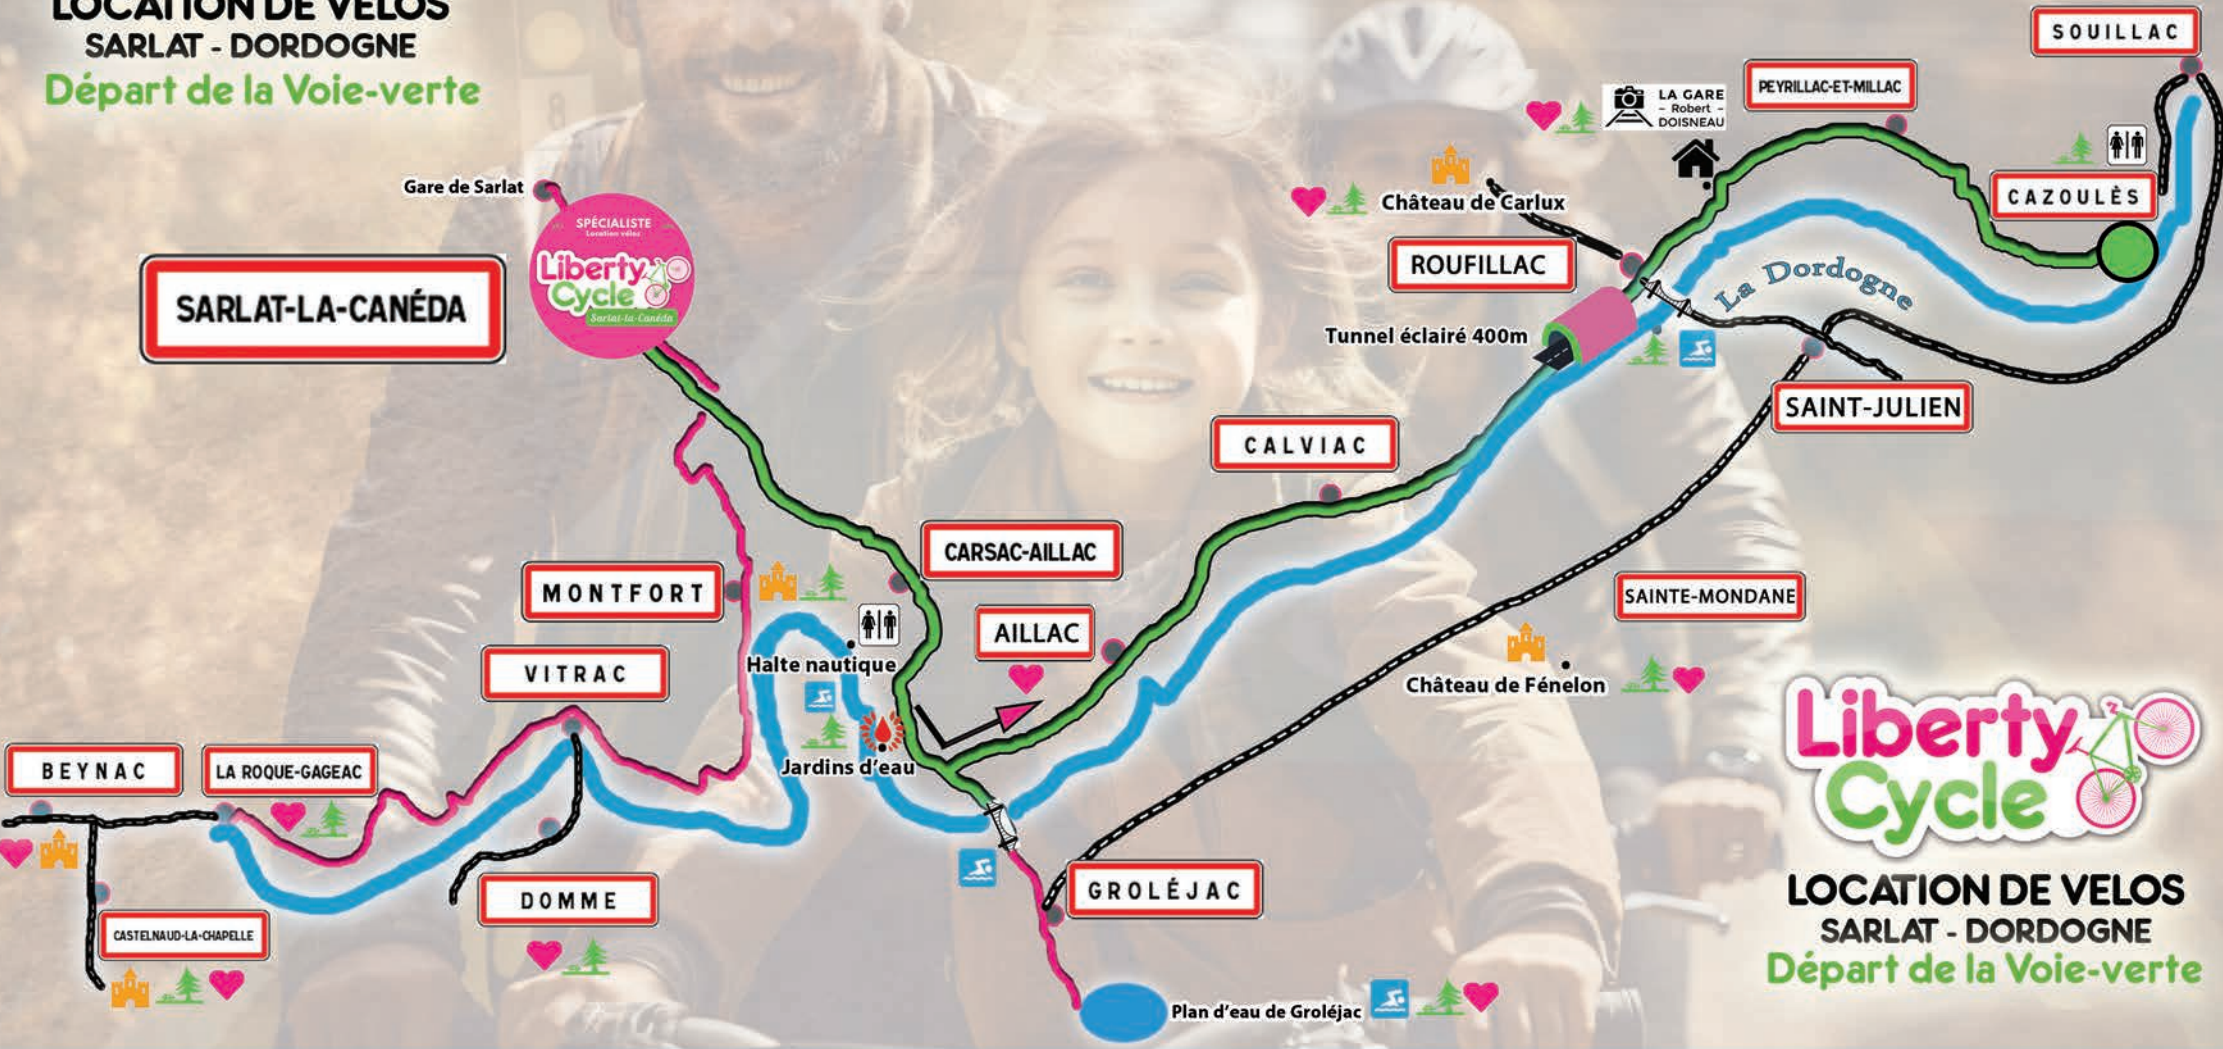 LOCATION DE VELOS
SARLAT - DORDOGNE
Départ de la Voie-verte
SOUILLAC
PEYRILLAC-ET-MILLAC
LA GARE
- Robert -
DOISNEAU
CAZOULÈS
Gare de Sarlat
SPÉCIALISTE
Location vélos
Liberty
Cycle
Sarlat-la-Canéda
SARLAT-LA-CANÉDA
Château de Carlux
ROUFILLAC
La Dordogne
Tunnel éclairé 400m
SAINT-JULIEN
CALVIAC
CARSAC-AILLAC
MONTFORT
AILLAC
SAINTE-MONDANE
VITRAC
Halte nautique
Château de Fénelon
Jardins d'eau
BEYNAC
LA ROQUE-GAGEAC
GROLÉJAC
DOMME
CASTELNAUD-LA-CHAPELLE
Plan d'eau de Groléjac
Liberty
Cycle
LOCATION DE VELOS
SARLAT - DORDOGNE
Départ de la Voie-verte